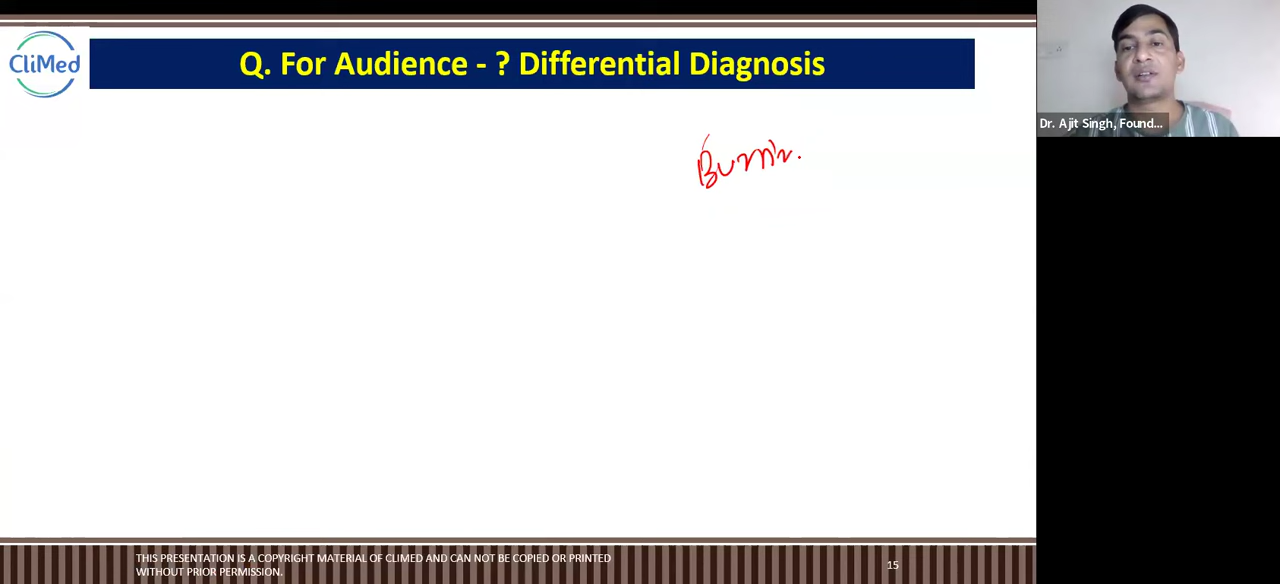 CliMed
Q. For Audience - ? Differential Diagnosis
Dr. Ajit Singh, Found...
THIS PRESENTATION IS A COPYRIGHT MATERIAL OF CLIMED AND CAN NOT BE COPIED OR PRINTED
WITHOUT PRIOR PERMISSION.
15